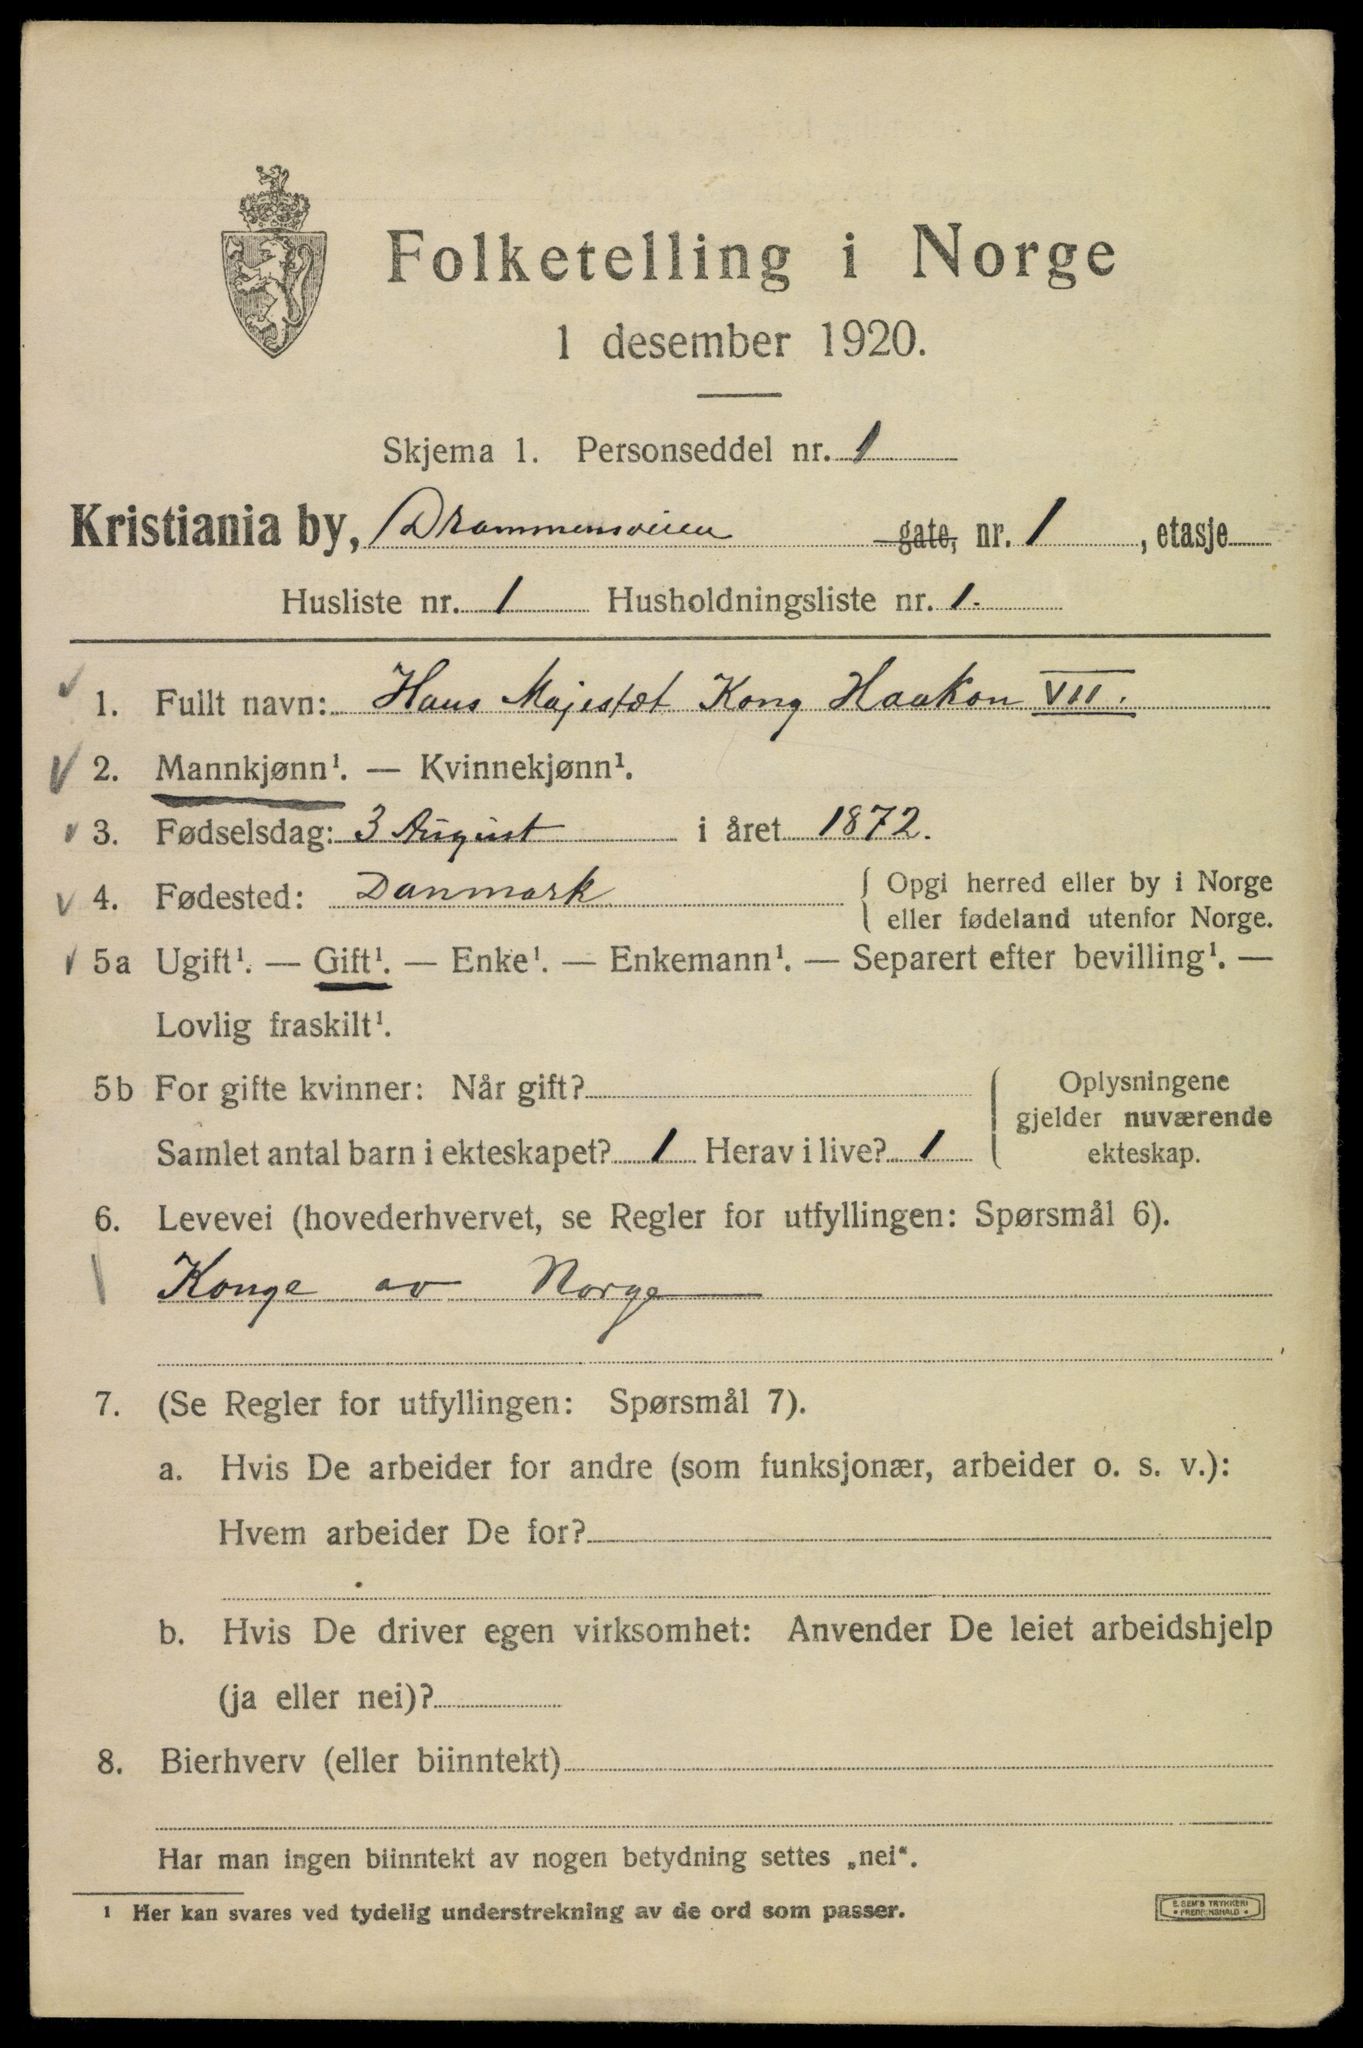 Folketelling i Norge
1 desember 1920.
Skjema 1. Personseddel nr. 1
Kristiania by, Drammensveien gate, nr. 1, etasje
Husliste nr. 1 Husholdningsliste nr. 1.
1. Fullt navn: Hans Majestæt Kong Haakon VII.
2. Mannkjønn¹. — Kvinnekjønn¹.
3. Fødselsdag: 3 August i året 1872.
4. Fødested: Danmark { Opgi herred eller by i Norge
eller fødeland utenfor Norge.
5a Ugift¹. — Gift¹. — Enke¹. — Enkemann¹. — Separert efter bevilling¹. —
Lovlig fraskilt¹.
5b For gifte kvinner: Når gift?
Samlet antal barn i ekteskapet? 1 Herav i live? 1
Oplysningene
gjelder nuværende
ekteskap.
6. Levevei (hovederhvervet, se Regler for utfyllingen: Spørsmål 6).
Konge av Norge
7. (Se Regler for utfyllingen: Spørsmål 7).
a. Hvis De arbeider for andre (som funksjonær, arbeider o. s. v.):
Hvem arbeider De for?
b. Hvis De driver egen virksomhet: Anvender De leiet arbeidshjelp
(ja eller nei)?
8. Bierhverv (eller biinntekt)
Har man ingen biinntekt av nogen betydning settes „nei“.
¹ Her kan svares ved tydelig understrekning av de ord som passer.
E. SEM'S TRYKKERI
• FREDRIKSHALD •